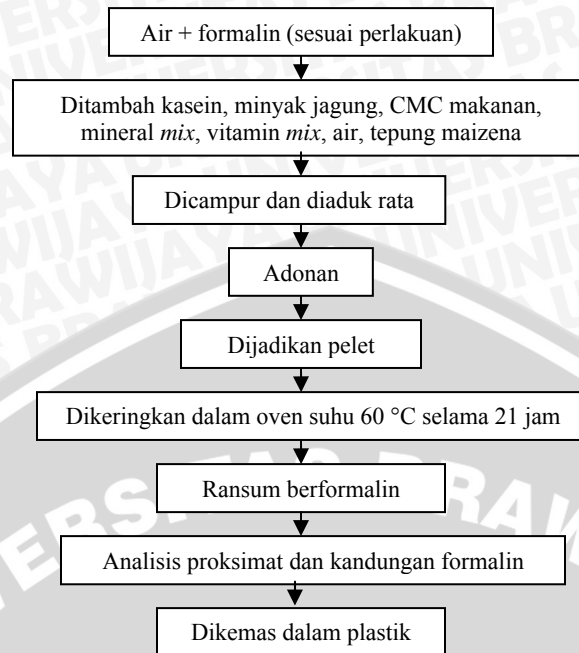 Air + formalin (sesuai perlakuan)
Ditambah kasein, minyak jagung, CMC makanan,
mineral mix, vitamin mix, air, tepung maizena
Dicampur dan diaduk rata
Adonan
Dijadikan pelet
Dikeringkan dalam oven suhu 60 °C selama 21 jam
Ransum berformalin
Analisis proksimat dan kandungan formalin
Dikemas dalam plastik